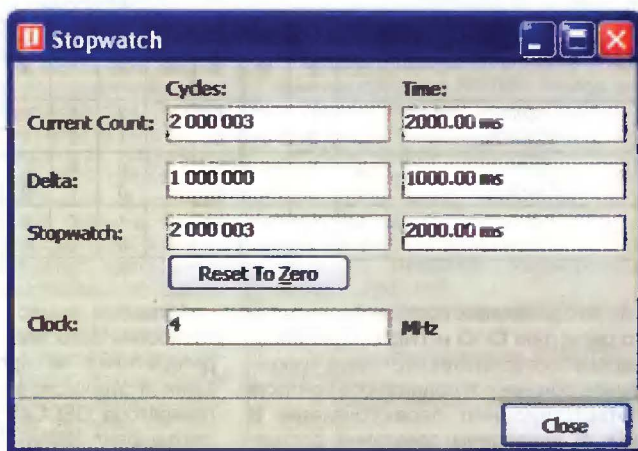 Stopwatch
Cycles: Time:
Current Count: 2 000 003 2000.00 ms
Delta: 1 000 000 1000.00 ms
Stopwatch: 2 000 003 2000.00 ms
Reset To Zero
Clock: 4 MHz
Close